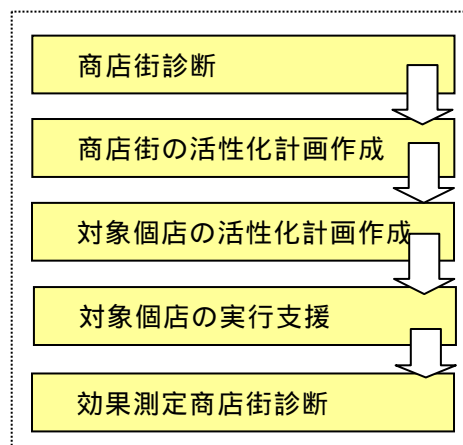 商店街診断
商店街の活性化計画作成
対象個店の活性化計画作成
対象個店の実行支援
効果測定商店街診断